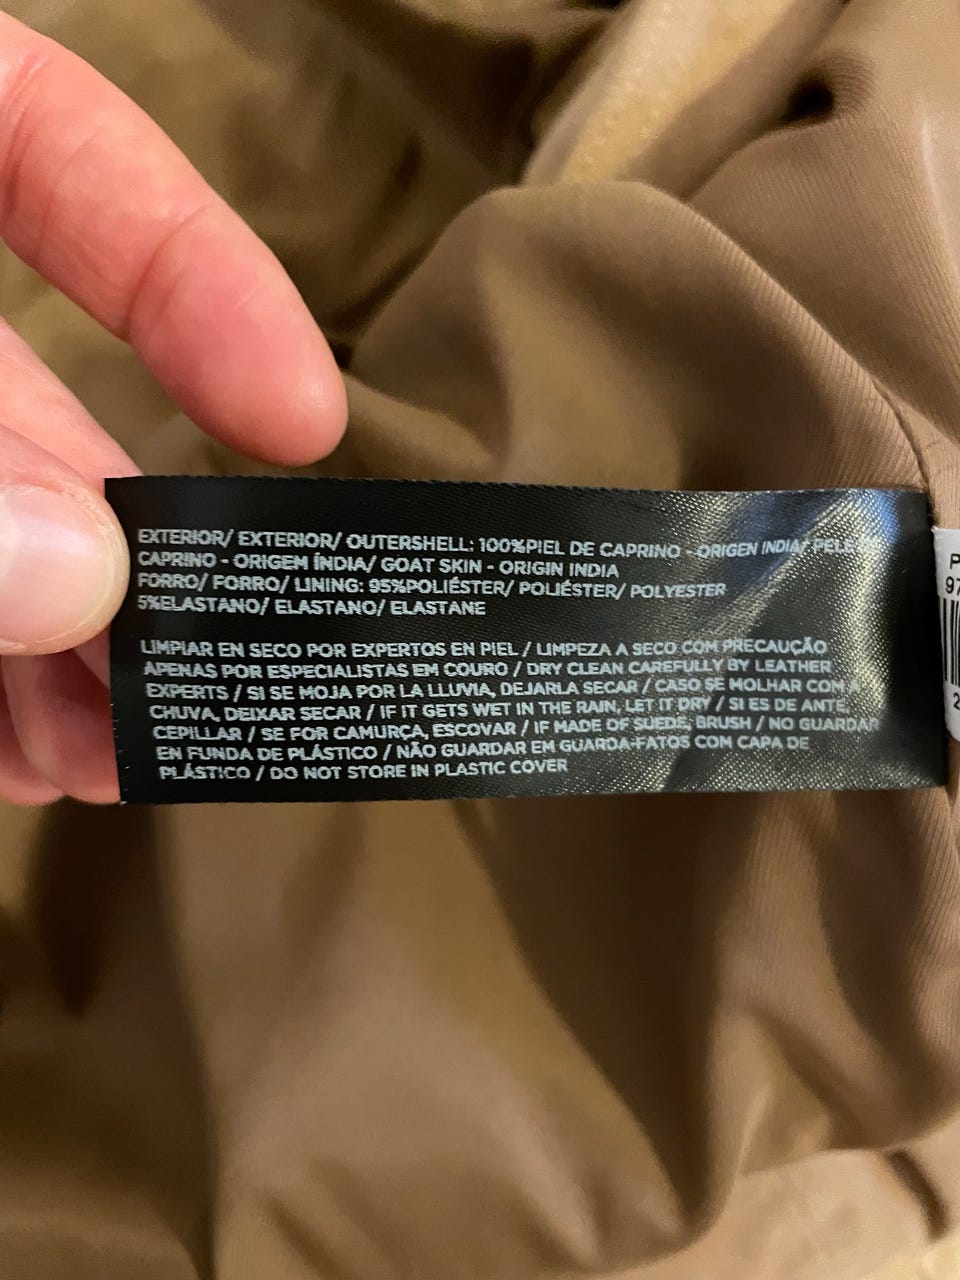 EXTERIOR/ EXTERIOR/ OUTERSHELL: 100%PIEL DE CAPRINO - ORIGEN INDIA/ PELE
CAPRINO - ORIGEM ÍNDIA/ GOAT SKIN - ORIGIN INDIA
FORRO/ FORRO/ LINING: 95%POLIÉSTER/ POLIÉSTER/ POLYESTER
5%ELASTANO/ ELASTANO/ ELASTANE
LIMPIAR EN SECO POR EXPERTOS EN PIEL / LIMPEZA A SECO COM PRECAUÇÃO
APENAS POR ESPECIALISTAS EM COURO / DRY CLEAN CAREFULLY BY LEATHER
EXPERTS / SI SE MOJA POR LA LLUVIA, DEJARLA SECAR / CASO SE MOLHAR COM A
CHUVA, DEIXAR SECAR / IF IT GETS WET IN THE RAIN, LET IT DRY / SI ES DE ANTE,
CEPILLAR / SE FOR CAMURÇA, ESCOVAR / IF MADE OF SUEDE, BRUSH / NO GUARDAR
EN FUNDA DE PLÁSTICO / NÃO GUARDAR EM GUARDA-FATOS COM CAPA DE
PLÁSTICO / DO NOT STORE IN PLASTIC COVER
P
97
2